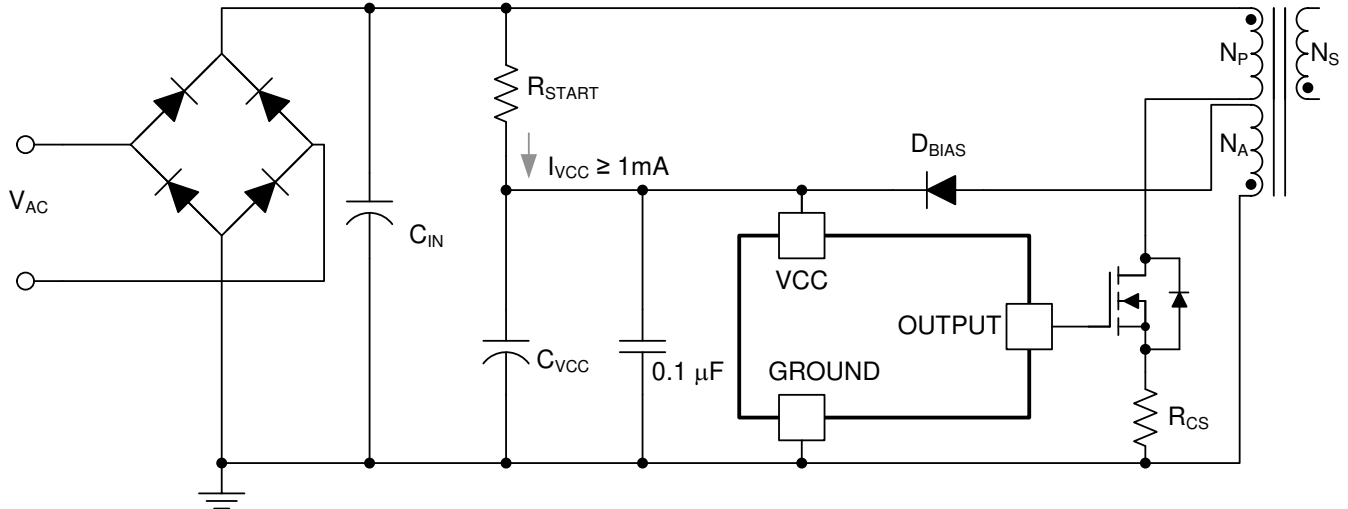 N_P
N_S
R_START
D_BIAS
N_A
I_VCC ≥ 1mA
V_AC
C_IN
VCC
OUTPUT
C_VCC
0.1 μF
GROUND
R_CS